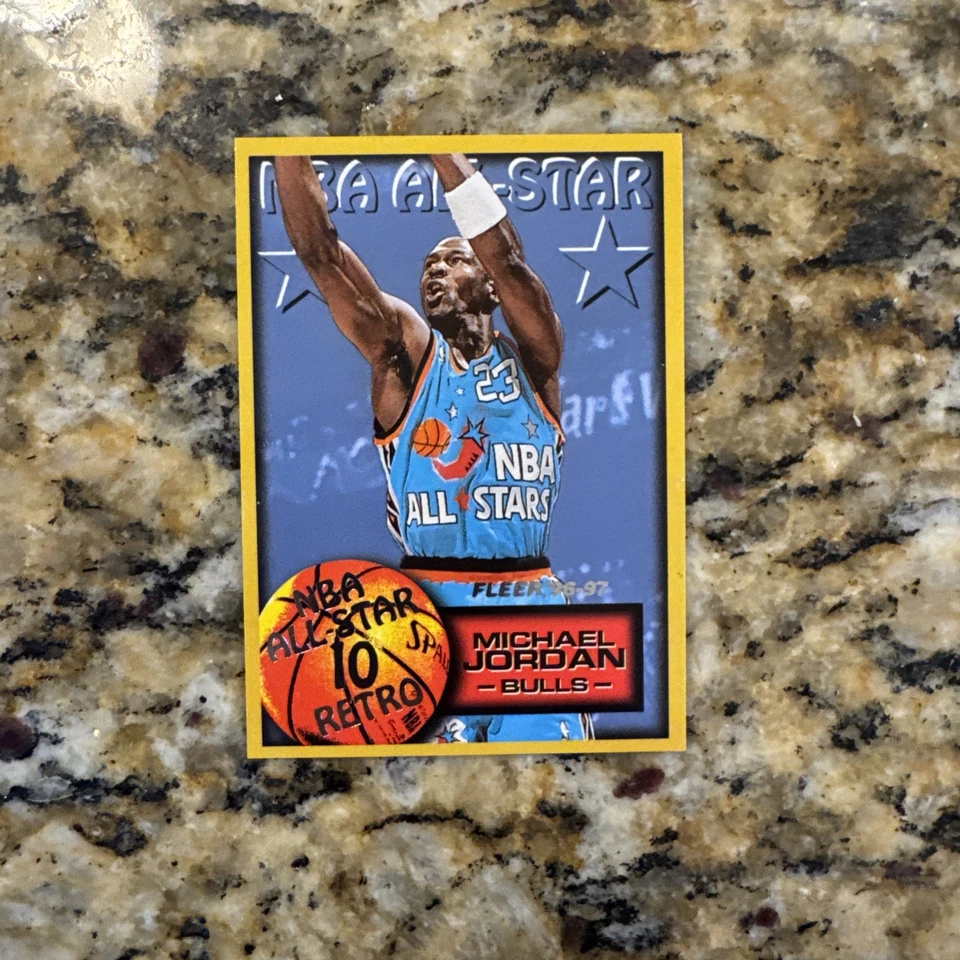 NBA ALL-STAR
23
NBA
ALL STARS
FLEER 96-97
NBA
ALL-STAR
10
RETRO
MICHAEL
JORDAN
– BULLS –